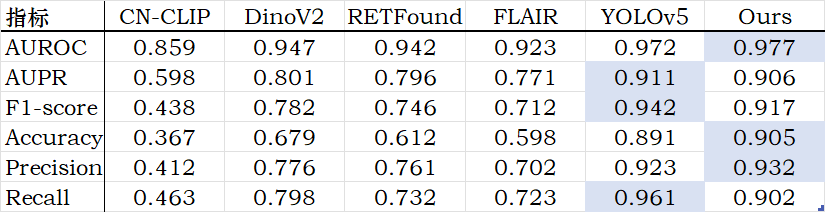 指标 CN-CLIP DinoV2 RETFound FLAIR YOLOv5 Ours
AUROC 0.859 0.947 0.942 0.923 0.972 0.977
AUPR 0.598 0.801 0.796 0.771 0.911 0.906
F1-score 0.438 0.782 0.746 0.712 0.942 0.917
Accuracy 0.367 0.679 0.612 0.598 0.891 0.905
Precision 0.412 0.776 0.761 0.702 0.923 0.932
Recall 0.463 0.798 0.732 0.723 0.961 0.902